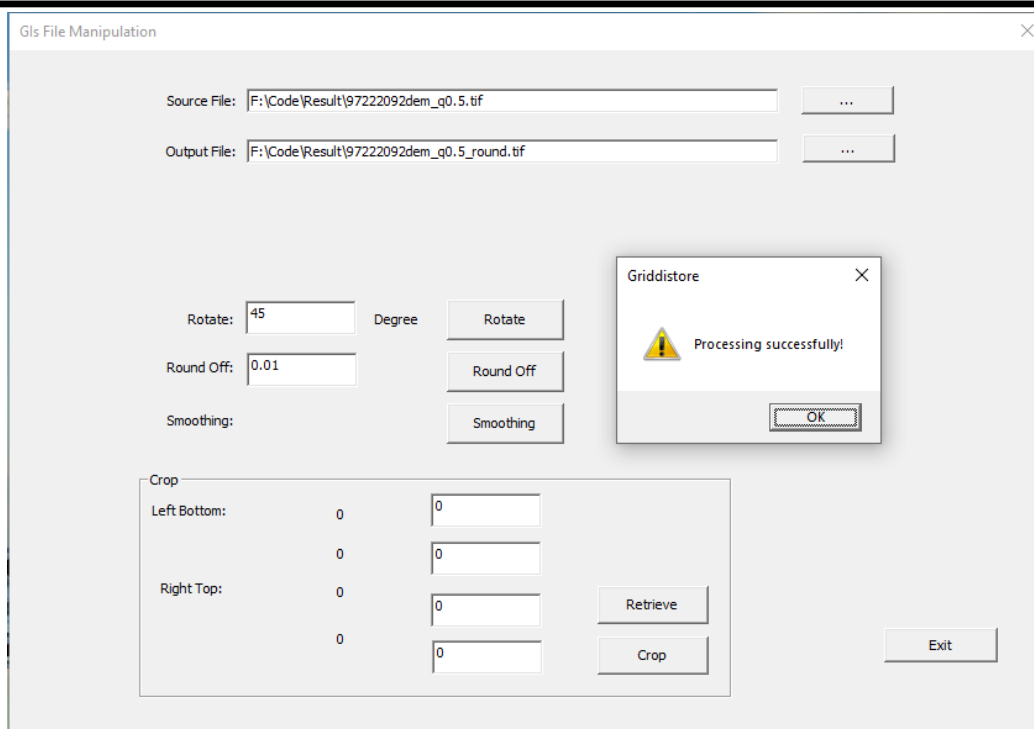 GIs File Manipulation
Source File: F:\Code\Result\97222092dem_q0.5.tif ...
Output File: F:\Code\Result\97222092dem_q0.5_round.tif ...
Griddistore
Processing successfully!
OK
Rotate: 45 Degree Rotate
Round Off: 0.01 Round Off
Smoothing: Smoothing
Crop
Left Bottom: 0 0
0 0
Right Top: 0 0 Retrieve
0 0 Crop
Exit